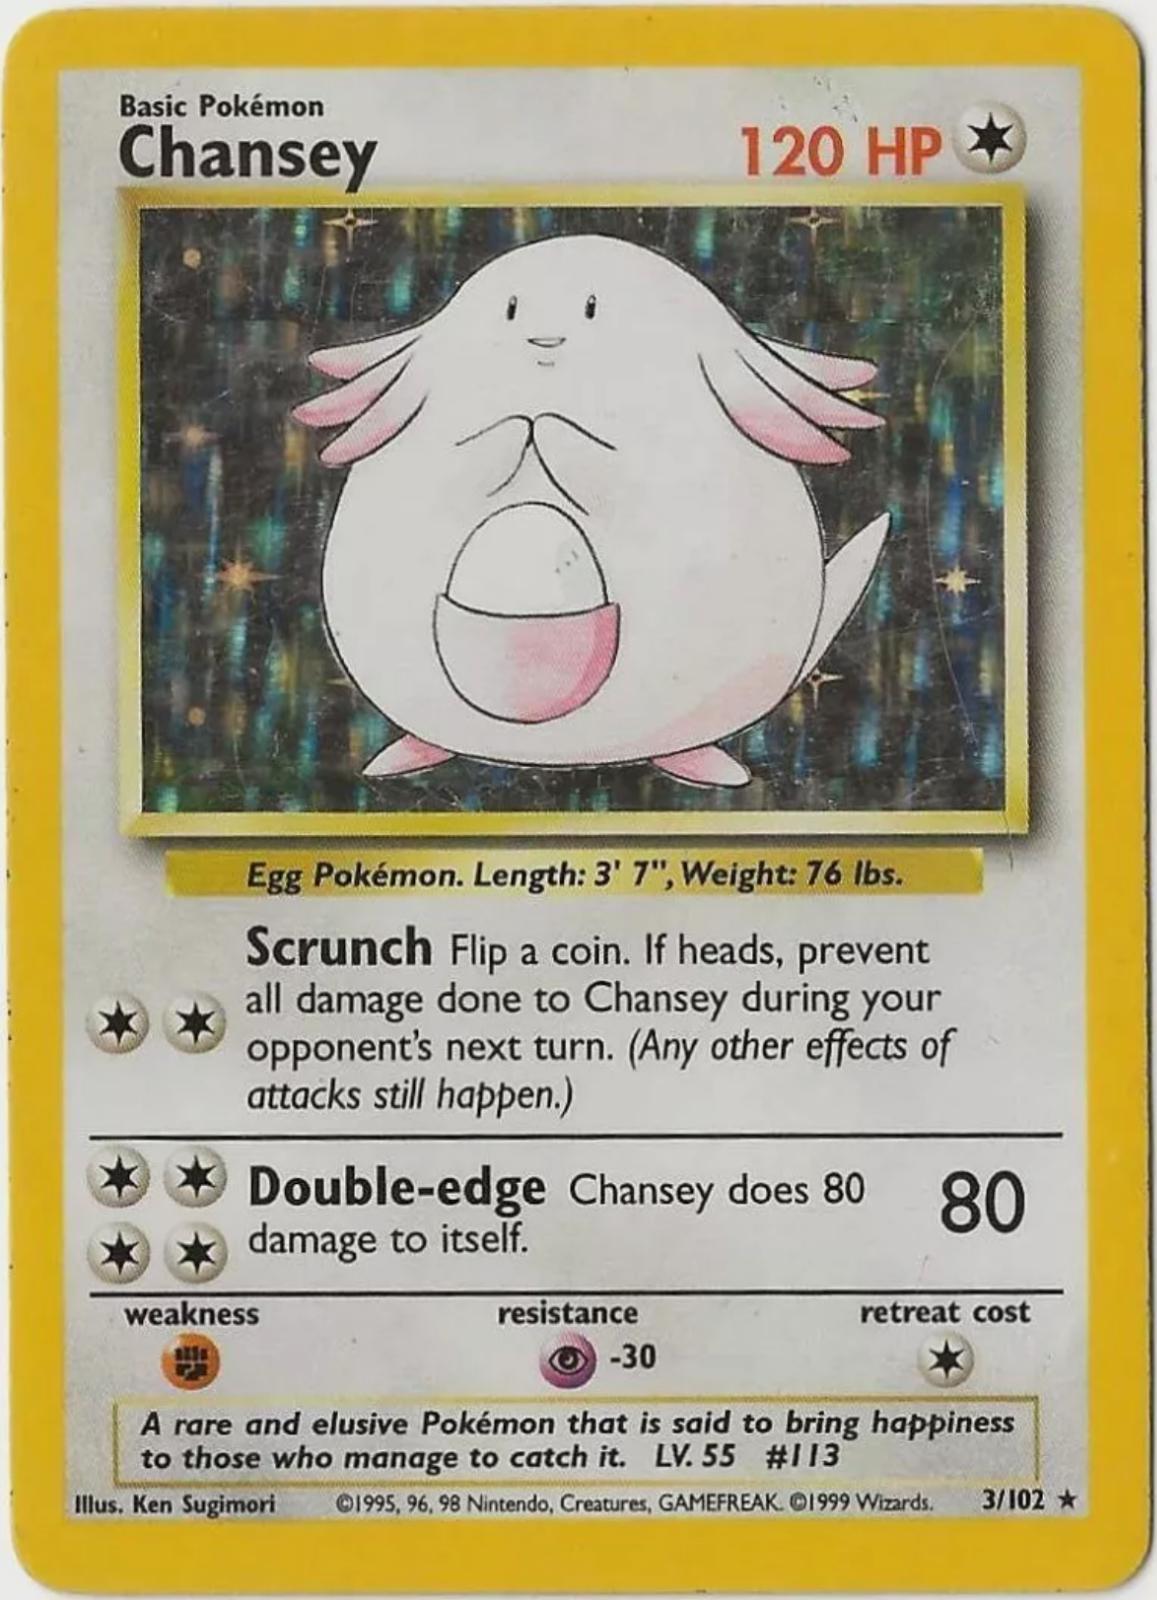 Basic Pokémon
Chansey
120 HP
Egg Pokémon. Length: 3' 7", Weight: 76 lbs.
Scrunch Flip a coin. If heads, prevent
all damage done to Chansey during your
opponent's next turn. (Any other effects of
attacks still happen.)
Double-edge Chansey does 80
damage to itself.
80
weakness
resistance
retreat cost
-30
A rare and elusive Pokémon that is said to bring happiness
to those who manage to catch it. LV. 55 #113
Illus. Ken Sugimori
©1995, 96, 98 Nintendo, Creatures, GAMEFREAK. ©1999 Wizards.
3/102 ★